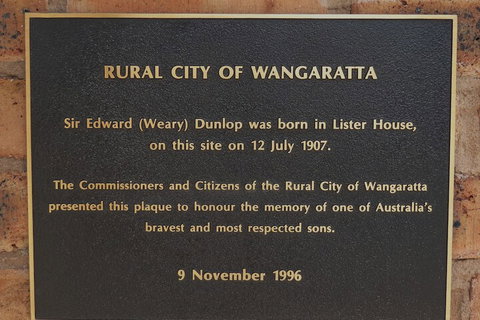 RURAL CITY OF WANGARATTA
Sir Edward (Weary) Dunlop was born in Lister House,
on this site on 12 July 1907.
The Commissioners and Citizens of the Rural City of Wangaratta
presented this plaque to honour the memory of one of Australia's
bravest and most respected sons.
9 November 1996